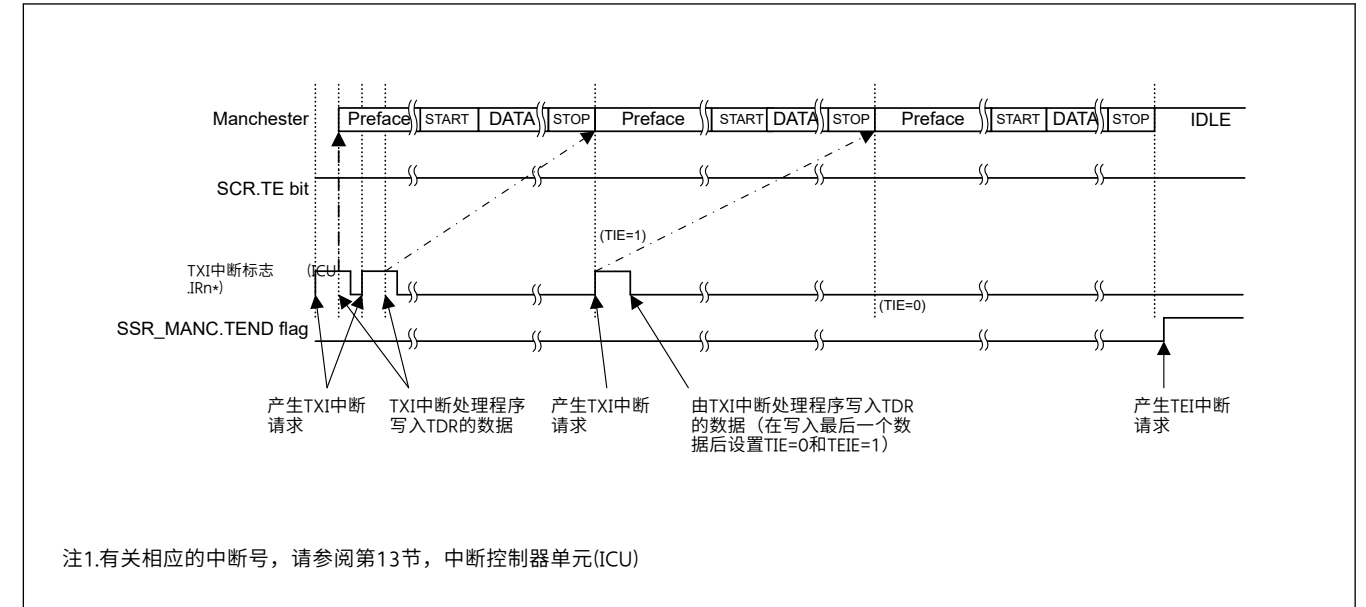 Manchester
Preface START DATA STOP Preface START DATA STOP Preface START DATA STOP IDLE
SCR.TE bit
(TIE=1)
TXI中断标志 (ICU
.IRn*)
(TIE=0)
SSR_MANC.TEND flag
产生TXI中断
请求
TXI中断处理程序
写入TDR的数据
产生TXI中断
请求
由TXI中断处理程序写入TDR
的数据（在写入最后一个数
据后设置TIE=0和TEIE=1）
产生TEI中断
请求
注1.有关相应的中断号，请参阅第13节，中断控制器单元(ICU)